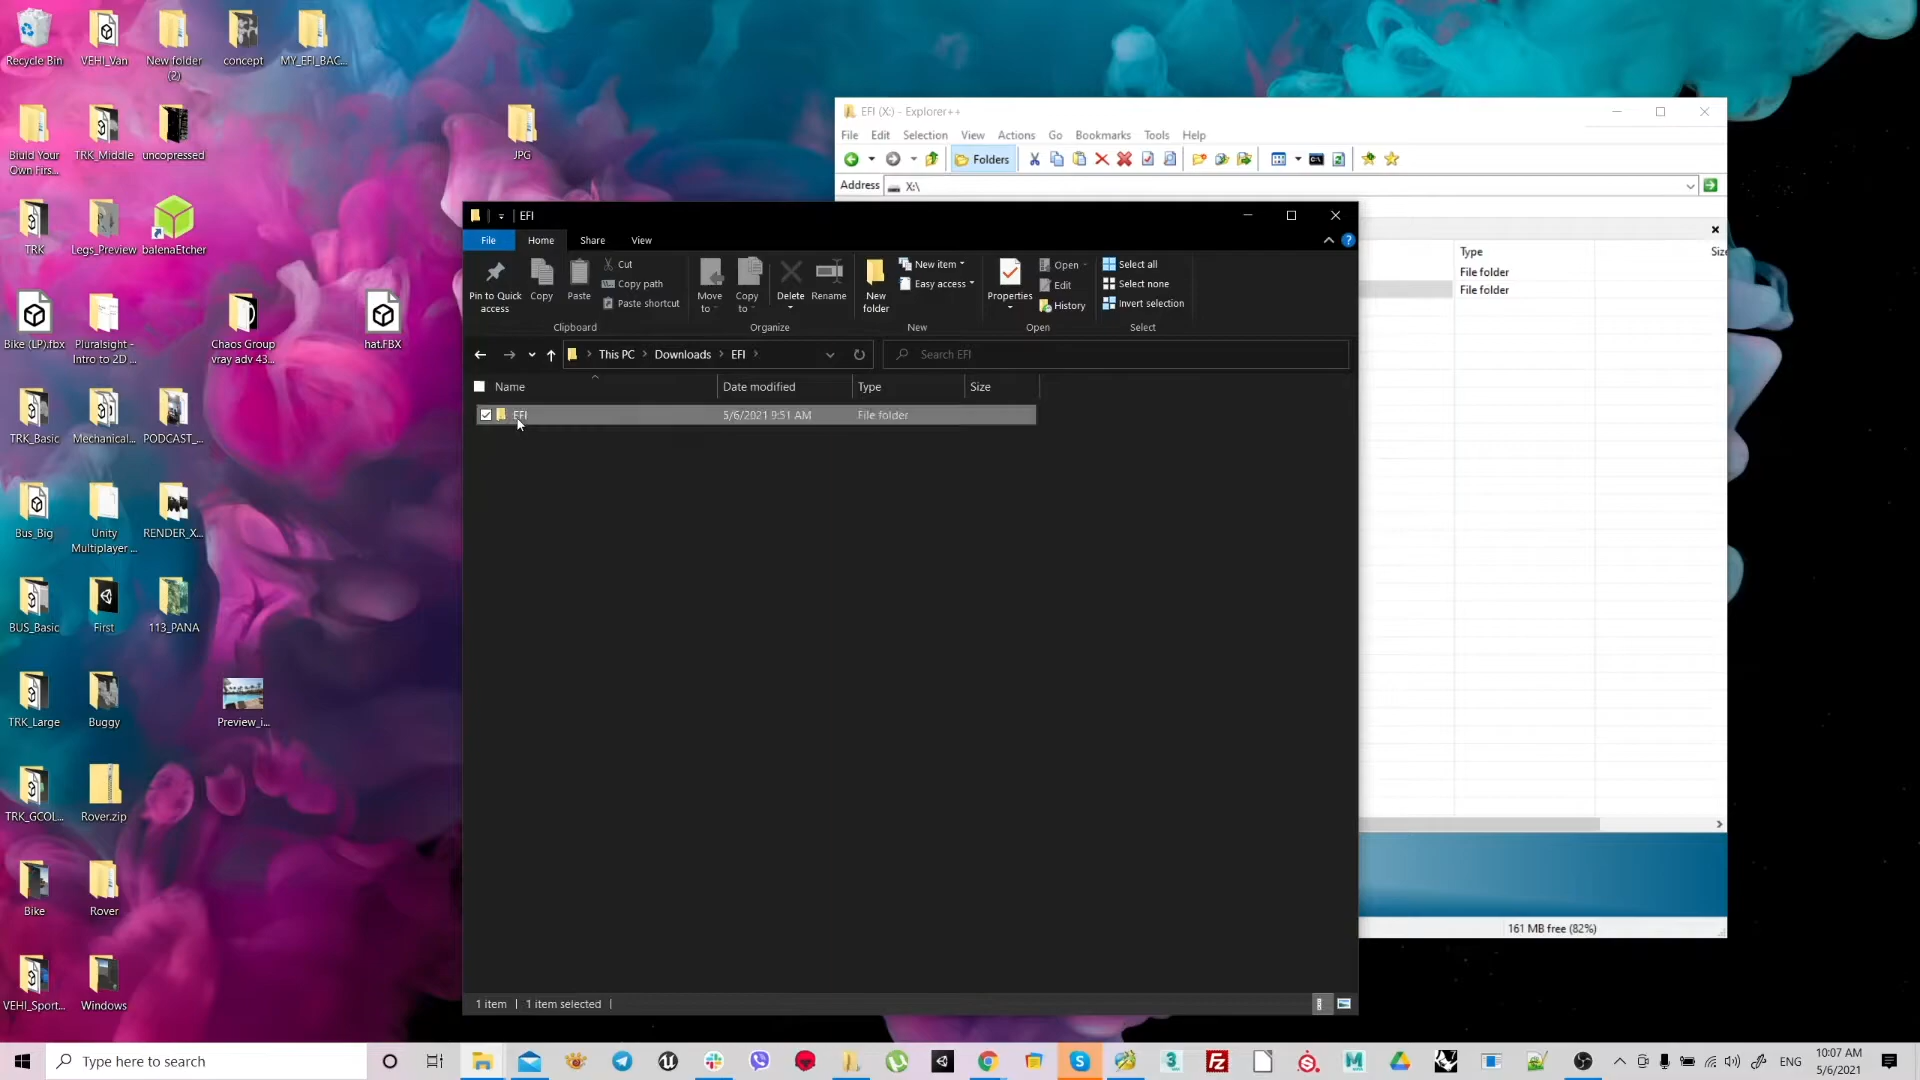 Recycle Bin
VEHI_Van
New folder
(2)
concept
MY_EFI_BAC...
Biuld Your
Own Firs...
TRK_Middle
uncopressed
JPG
TRK
Legs_Preview
balenaEtcher
Bike (LP).fbx
Pluralsight -
Intro to 2D ...
Chaos Group
vray adv 43...
hat.FBX
TRK_Basic
Mechanical...
PODCAST_...
Bus_Big
Unity
Multiplayer ...
RENDER_X...
BUS_Basic
First
113_PANA
TRK_Large
Buggy
Preview_i...
TRK_GCOL...
Rover.zip
Bike
Rover
VEHI_Sport...
Windows
EFI (X:) - Explorer++
File Edit Selection View Actions Go Bookmarks Tools Help
Folders
Address X:\
Type
Size
File folder
File folder
161 MB free (82%)
EFI
File Home Share View
Pin to Quick
access
Copy
Paste
Cut
Copy path
Paste shortcut
Clipboard
Move
to
Copy
to
Delete
Rename
Organize
New
folder
New item
Easy access
New
Properties
Open
Edit
History
Open
Select all
Select none
Invert selection
Select
This PC Downloads EFI
Search EFI
Name Date modified Type Size
EFI 5/6/2021 9:51 AM File folder
1 item 1 item selected
Type here to search
ENG
10:07 AM
5/6/2021